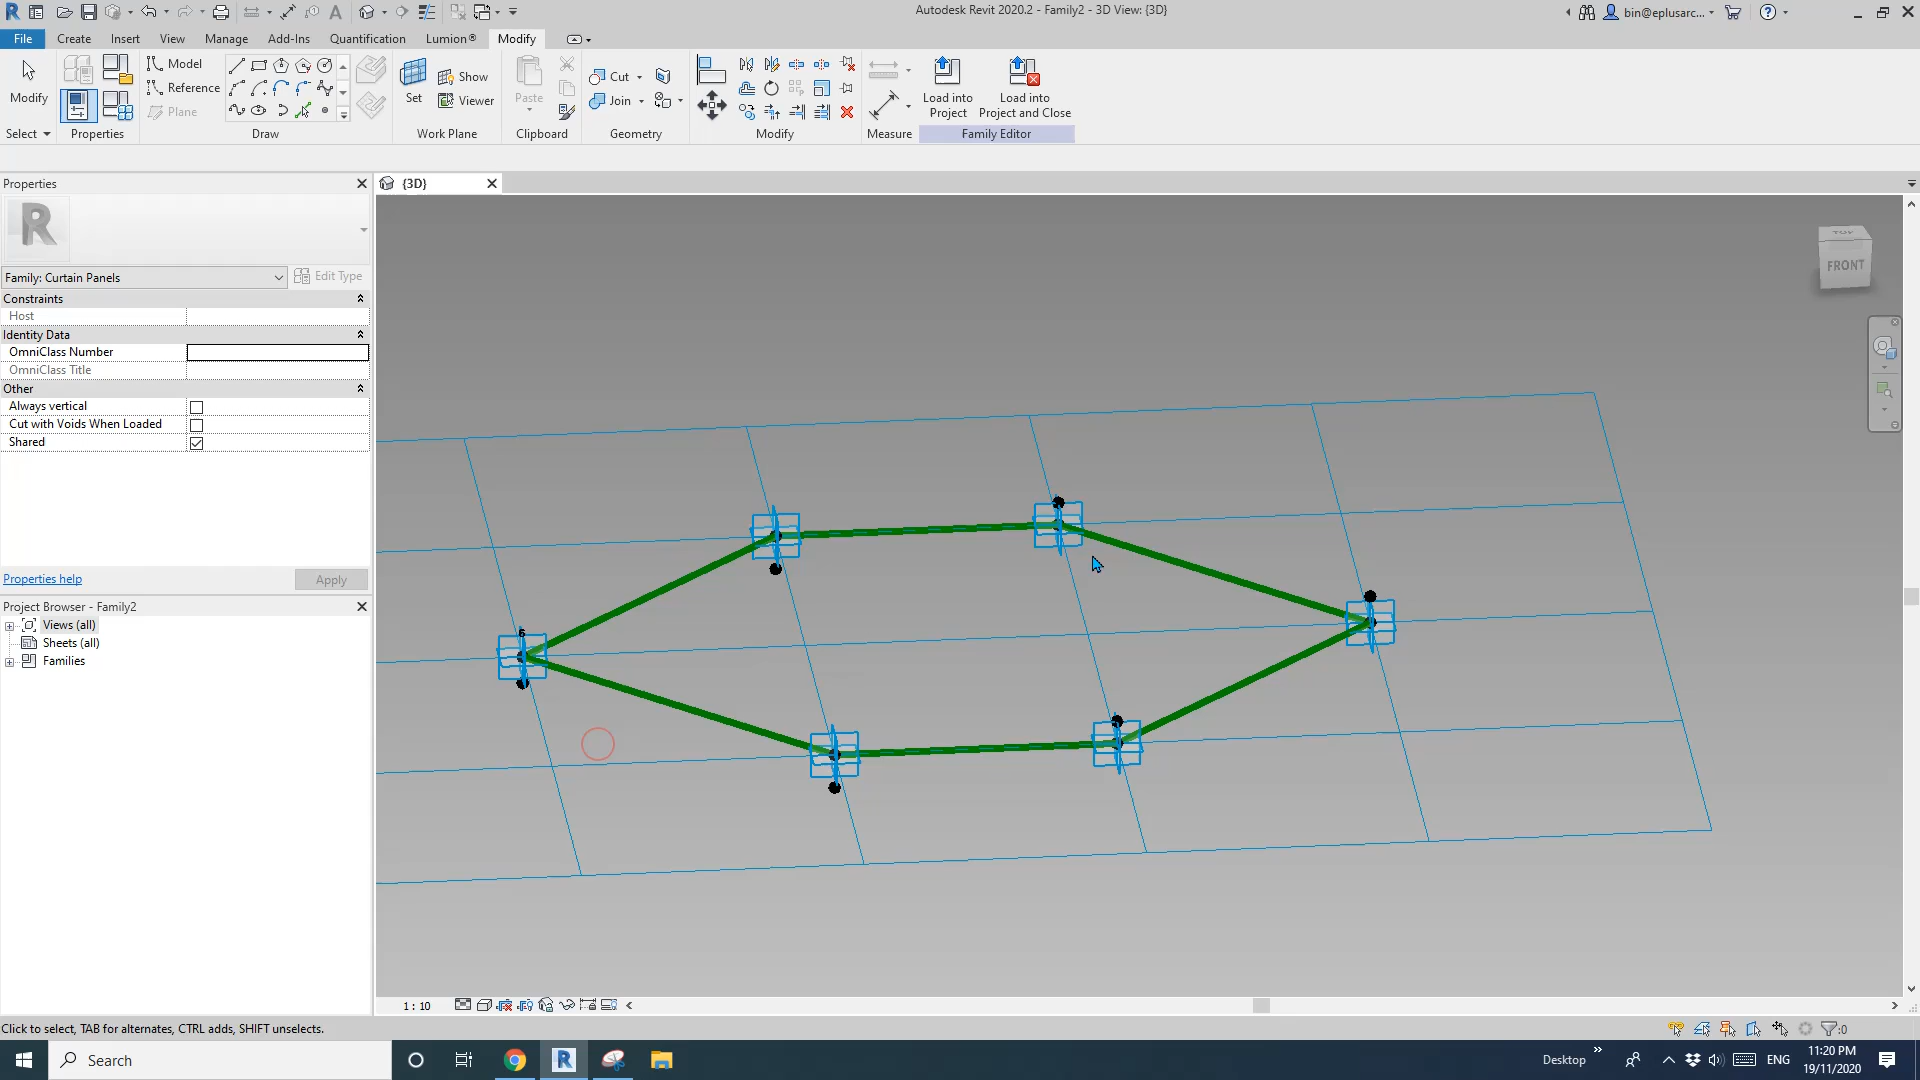 Autodesk Revit 2020.2 - Family2 - 3D View: {3D}
bin@eplusarc...
File
Create
Insert
View
Manage
Add-Ins
Quantification
Lumion®
Modify
Modify
Model
Reference
Plane
Set
Show
Viewer
Paste
Cut
Join
Load into
Project
Load into
Project and Close
Select
Properties
Draw
Work Plane
Clipboard
Geometry
Modify
Measure
Family Editor
Properties
{3D}
R
Family: Curtain Panels
Edit Type
Constraints
Host
Identity Data
OmniClass Number
OmniClass Title
Other
Always vertical
Cut with Voids When Loaded
Shared
Properties help
Apply
Project Browser - Family2
Views (all)
Sheets (all)
Families
TOP
FRONT
1 : 10
Click to select, TAB for alternates, CTRL adds, SHIFT unselects.
:0
Search
Desktop
ENG
11:20 PM
19/11/2020